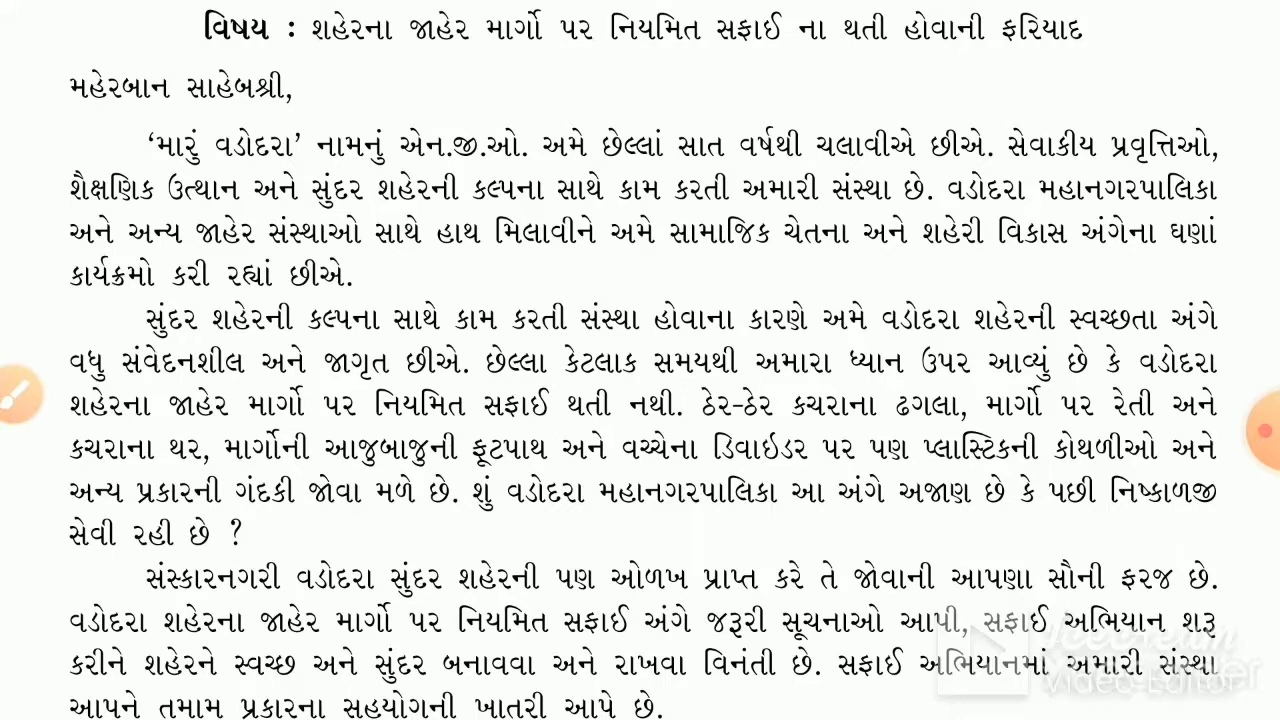 વિષય : શહેરના જાહેર માર્ગો પર નિયમિત સફાઈ ના થતી હોવાની ફરિયાદ
મહેરબાન સાહેબશ્રી,
‘મારું વડોદરા’ નામનું એન.જી.ઓ. અમે છેલ્લાં સાત વર્ષથી ચલાવીએ છીએ. સેવાકીય પ્રવૃત્તિઓ,
શૈક્ષણિક ઉત્થાન અને સુંદર શહેરની કલ્પના સાથે કામ કરતી અમારી સંસ્થા છે. વડોદરા મહાનગરપાલિકા
અને અન્ય જાહેર સંસ્થાઓ સાથે હાથ મિલાવીને અમે સામાજિક ચેતના અને શહેરી વિકાસ અંગેના ઘણાં
કાર્યક્રમો કરી રહ્યાં છીએ.
સુંદર શહેરની કલ્પના સાથે કામ કરતી સંસ્થા હોવાના કારણે અમે વડોદરા શહેરની સ્વચ્છતા અંગે
વધુ સંવેદનશીલ અને જાગૃત છીએ. છેલ્લા કેટલાક સમયથી અમારા ધ્યાન ઉપર આવ્યું છે કે વડોદરા
શહેરના જાહેર માર્ગો પર નિયમિત સફાઈ થતી નથી. ઠેર-ઠેર કચરાના ઢગલા, માર્ગો પર રેતી અને
કચરાના થર, માર્ગોની આજુબાજુની ફૂટપાથ અને વચ્ચેના ડિવાઇડર પર પણ પ્લાસ્ટિકની કોથળીઓ અને
અન્ય પ્રકારની ગંદકી જોવા મળે છે. શું વડોદરા મહાનગરપાલિકા આ અંગે અજાણ છે કે પછી નિષ્કાળજી
સેવી રહી છે ?
સંસ્કારનગરી વડોદરા સુંદર શહેરની પણ ઓળખ પ્રાપ્ત કરે તે જોવાની આપણા સૌની ફરજ છે.
વડોદરા શહેરના જાહેર માર્ગો પર નિયમિત સફાઈ અંગે જરૂરી સૂચનાઓ આપી, સફાઈ અભિયાન શરૂ
કરીને શહેરને સ્વચ્છ અને સુંદર બનાવવા અને રાખવા વિનંતી છે. સફાઈ અભિયાનમાં અમારી સંસ્થા
આપને તમામ પ્રકારના સહયોગની ખાતરી આપે છે.
Video Editor